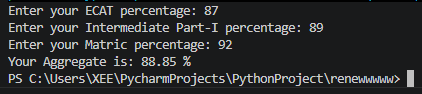 Enter your ECAT percentage: 87
Enter your Intermediate Part-I percentage: 89
Enter your Matric percentage: 92
Your Aggregate is: 88.85 %
PS C:\Users\XEE\PycharmProjects\PythonProject\renewwwww>